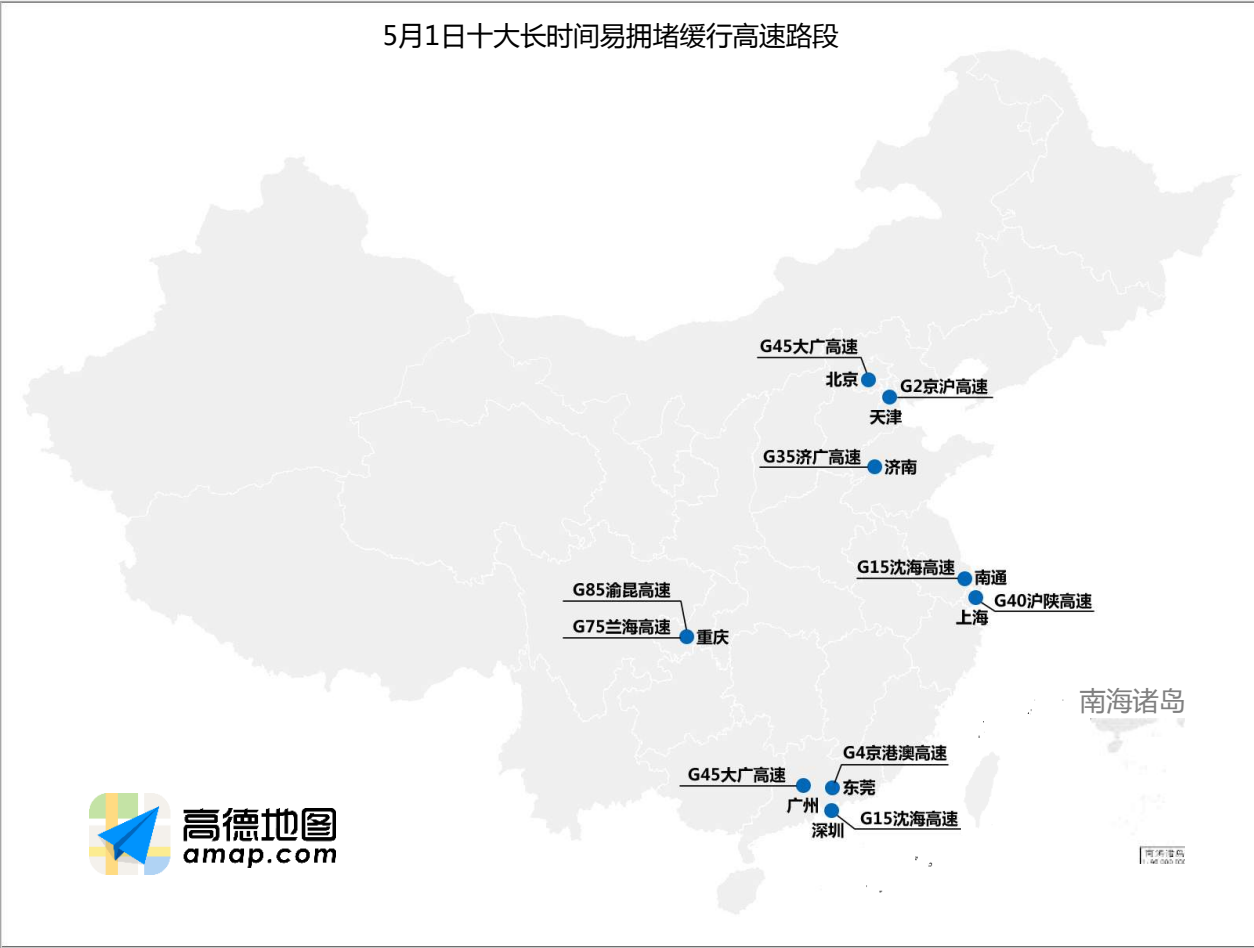 5月1日十大长时间易拥堵缓行高速路段
G45大广高速
北京
G2京沪高速
天津
G35济广高速
济南
G15沈海高速
南通
G40沪陕高速
上海
G85渝昆高速
G75兰海高速
重庆
南海诸岛
G4京港澳高速
G45大广高速
东莞
广州
G15沈海高速
深圳
高德地图
amap.com
南海诸岛